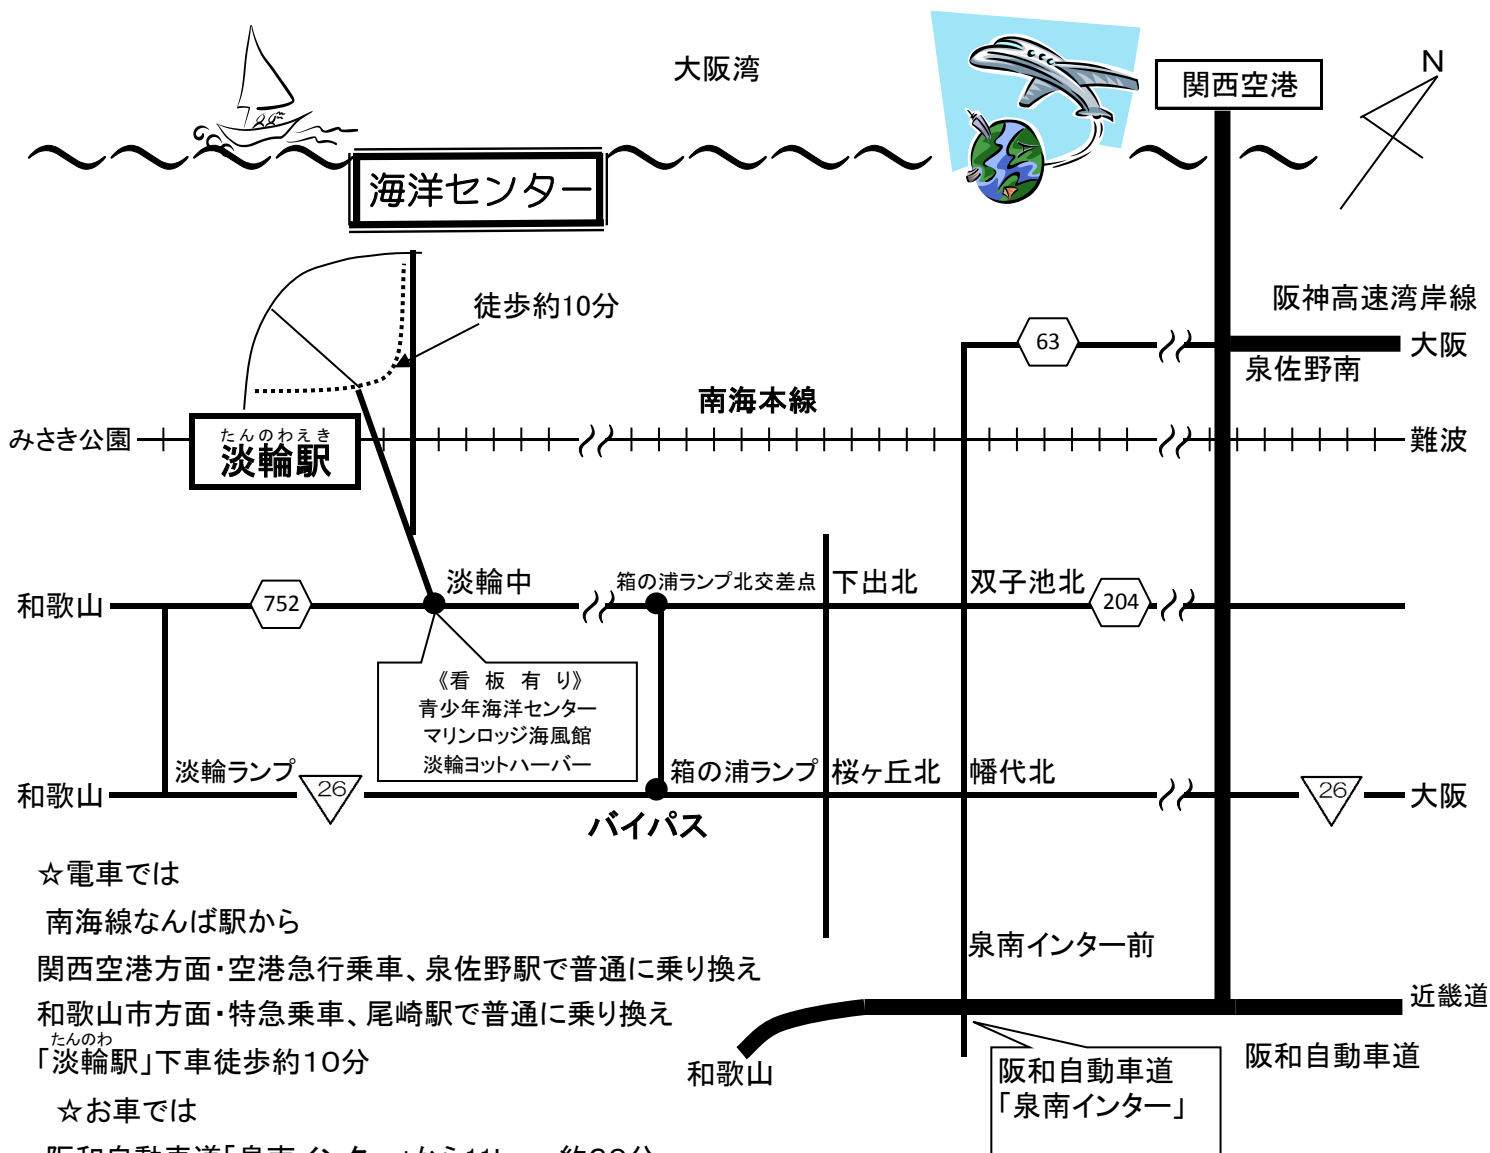 大阪湾
関西空港
N
海洋センター
徒歩約10分
阪神高速湾岸線
63
大阪
泉佐野南
南海本線
みさき公園
たんのわえき
淡輪駅
難波
淡輪中
箱の浦ランプ北交差点
下出北
双子池北
和歌山
752
204
《看 板 有 り》
青少年海洋センター
マリンロッジ海風館
淡輪ヨットハーバー
淡輪ランプ
箱の浦ランプ
桜ヶ丘北
幡代北
和歌山
26
26
大阪
バイパス
☆電車では
南海線なんば駅から
関西空港方面・空港急行乗車、泉佐野駅で普通に乗り換え
和歌山市方面・特急乗車、尾崎駅で普通に乗り換え
たんのわ
「淡輪駅」下車徒歩約10分
☆お車では
泉南インター前
近畿道
和歌山
阪和自動車道
阪和自動車道
「泉南インター」